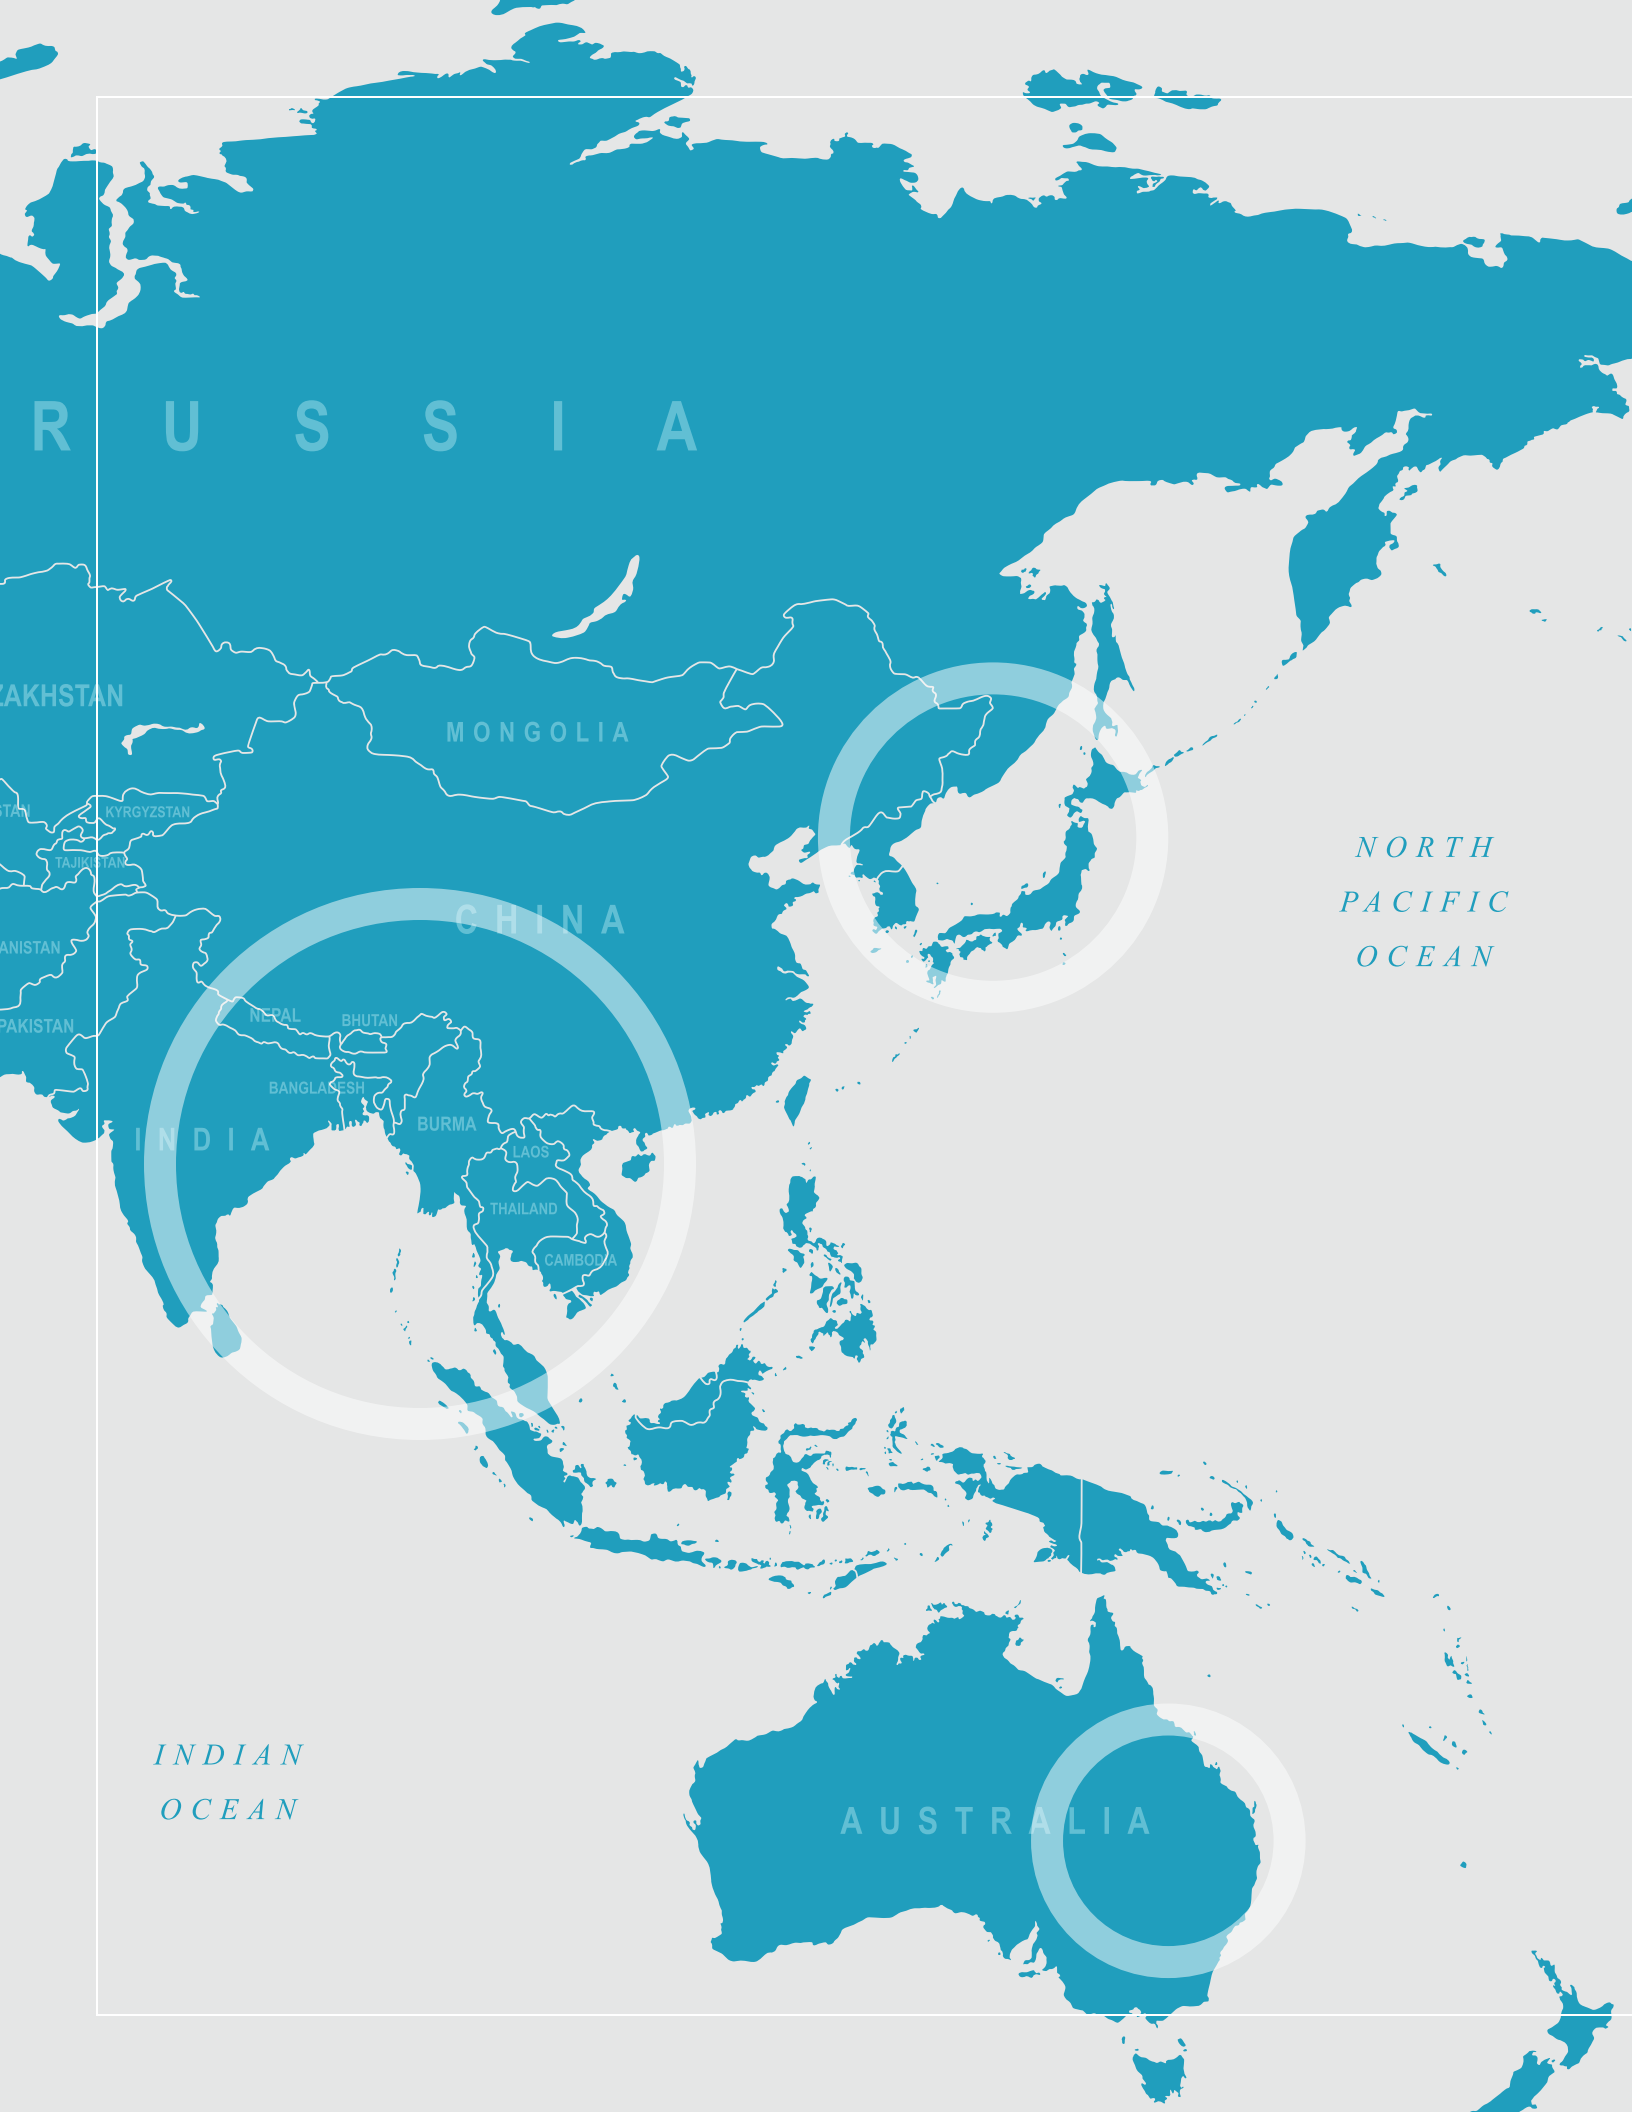 RUSSIA
ZAKHSTAN
MONGOLIA
STAN
KYRGYZSTAN
TAJIKISTAN
NORTH
PACIFIC
OCEAN
CHINA
ANISTAN
NEPAL
BHUTAN
PAKISTAN
BANGLADESH
BURMA
INDIA
LAOS
THAILAND
CAMBODIA
INDIAN
OCEAN
AUSTRALIA